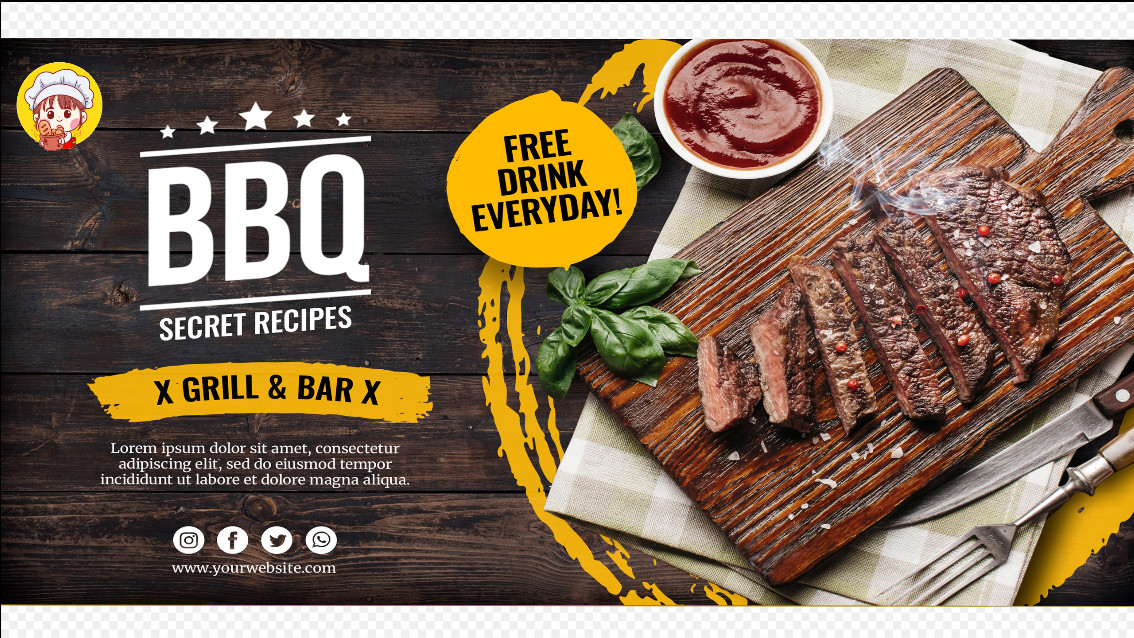 BBQ
SECRET RECIPES
X GRILL & BAR X
Lorem ipsum dolor sit amet, consectetur
adipiscing elit, sed do eiusmod tempor
incididunt ut labore et dolore magna aliqua.
www.yourwebsite.com
FREE
DRINK
EVERYDAY!